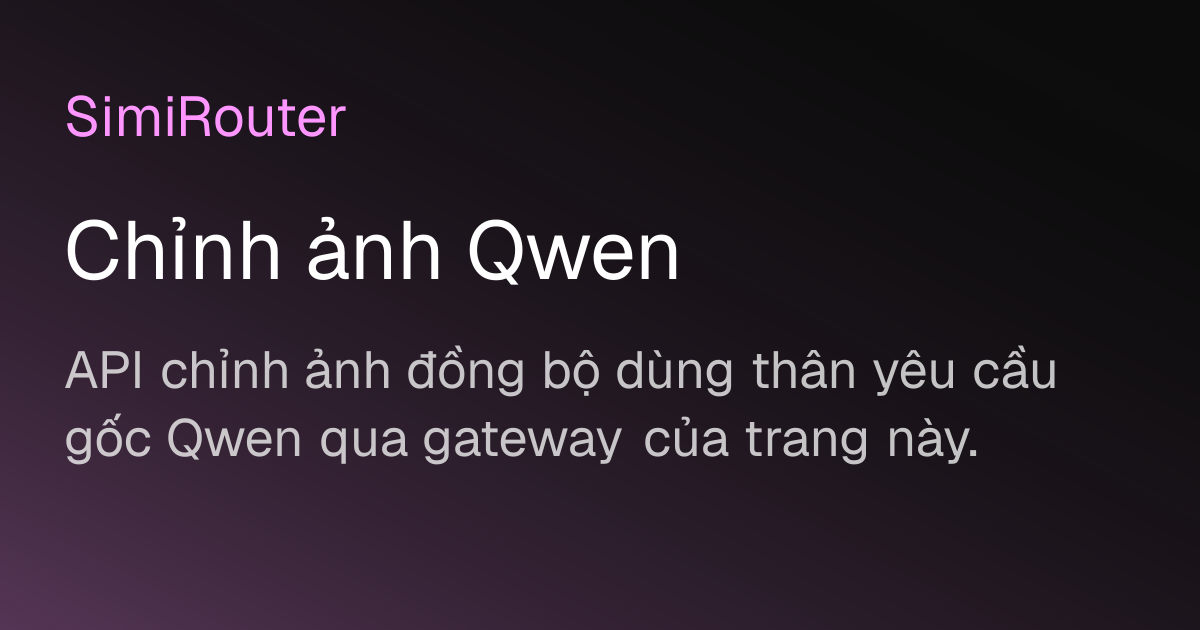 SimiRouter
Chỉnh ảnh Qwen
API chỉnh ảnh đồng bộ dùng thân yêu cầu
gốc Qwen qua gateway của trang này.